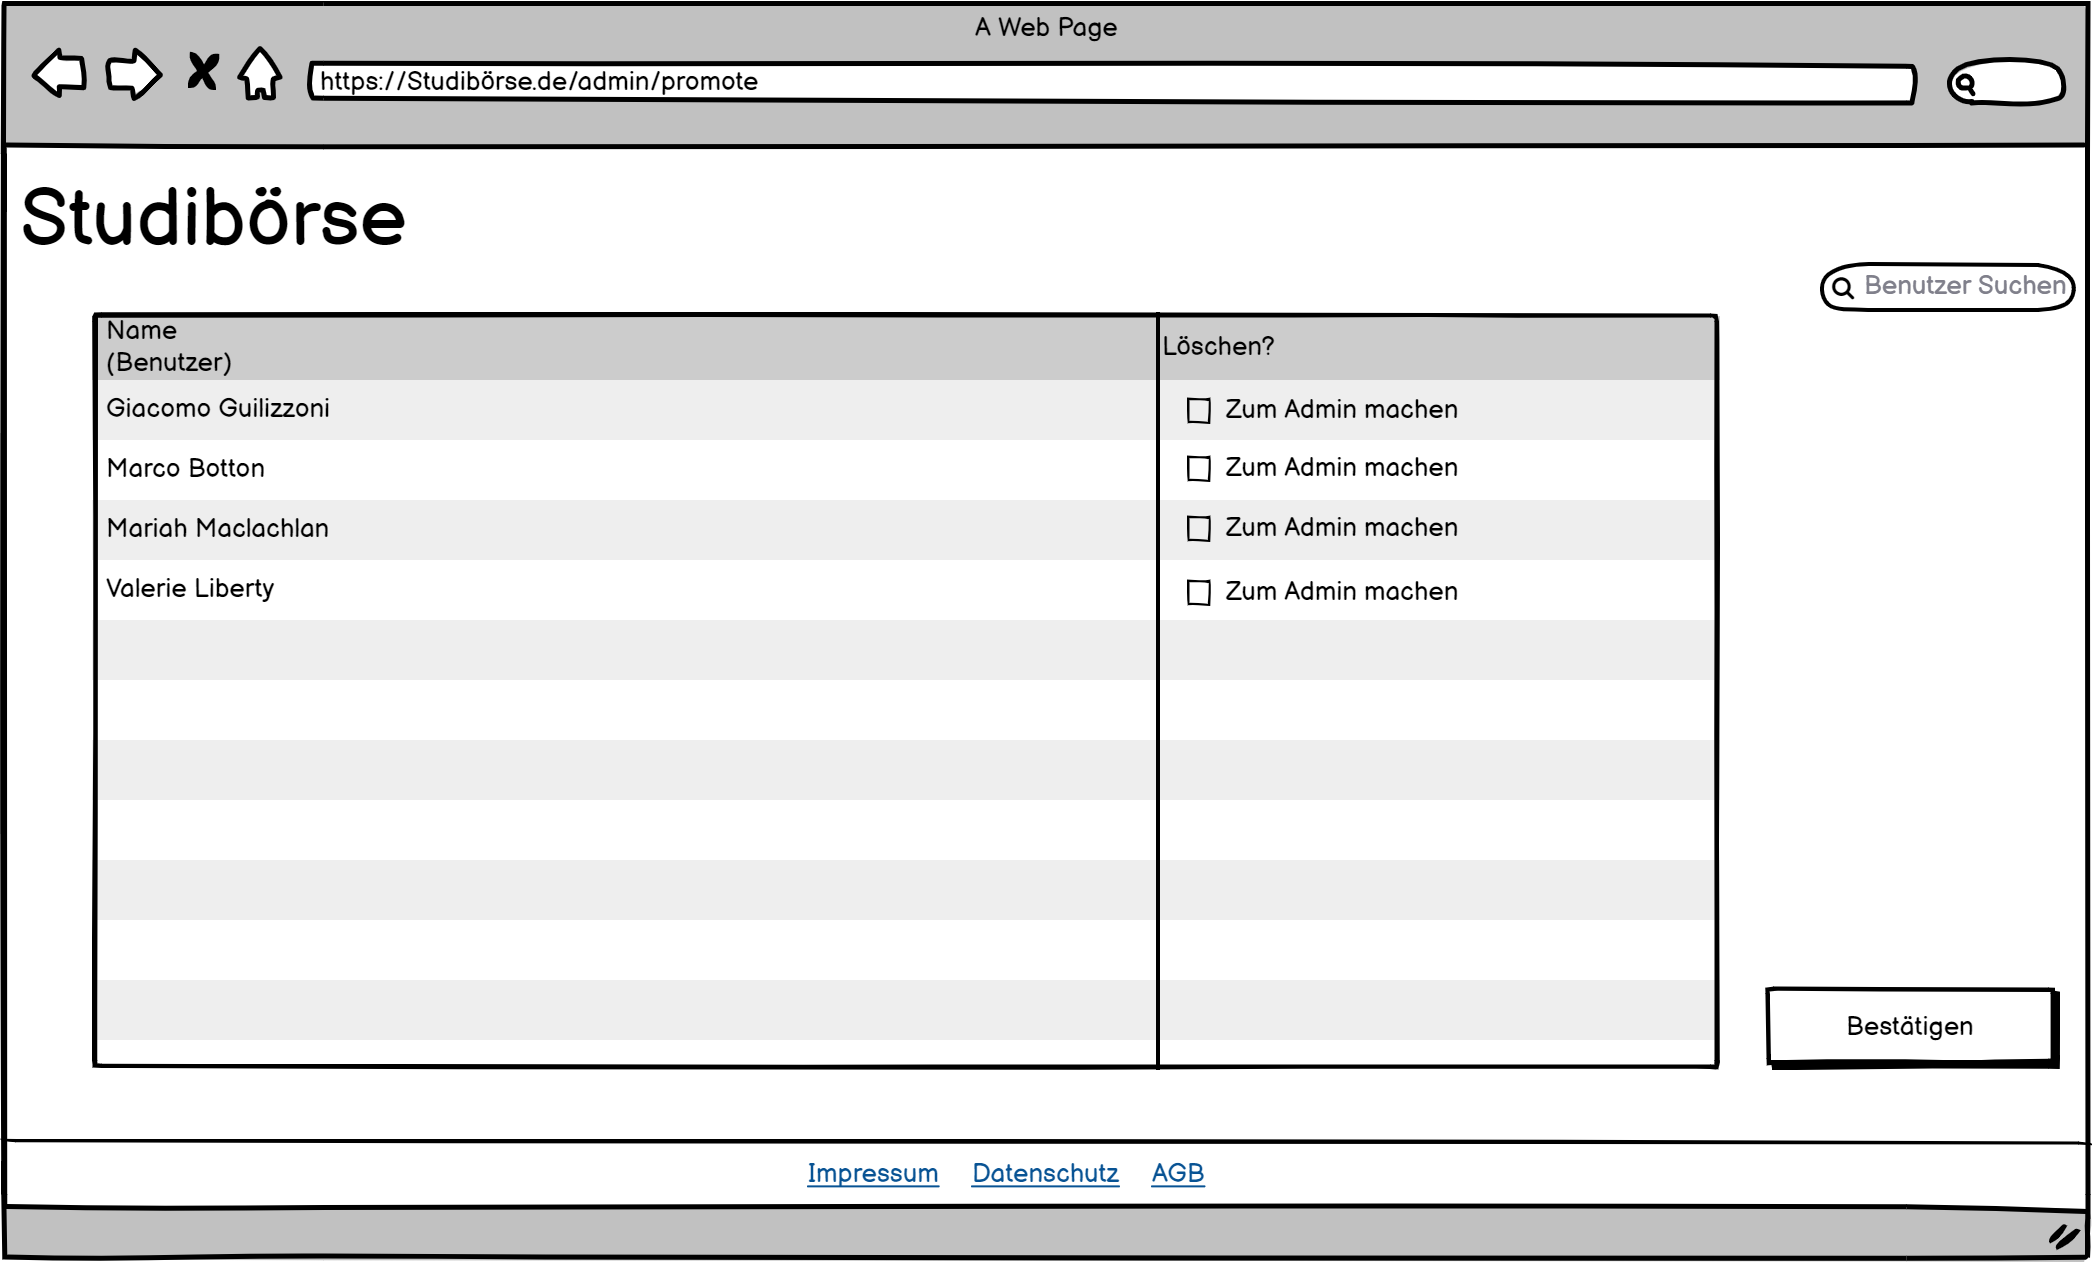 A Web Page
https://Studibörse.de/admin/promote
Studibörse
Benutzer Suchen
Name
(Benutzer)
Löschen?
Giacomo Guilizzoni
Zum Admin machen
Marco Botton
Zum Admin machen
Mariah Maclachlan
Zum Admin machen
Valerie Liberty
Zum Admin machen
Bestätigen
Impressum Datenschutz AGB